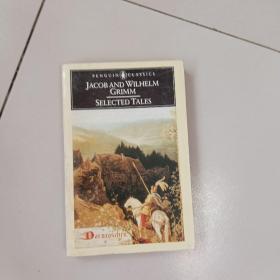 PENGUIN CLASSICS
JACOB AND WILHELM
GRIMM
SELECTED TALES